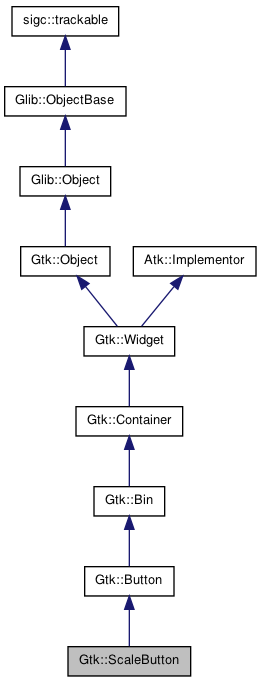 sigc::trackable
Glib::ObjectBase
Glib::Object
Gtk::Object
Atk::Implementor
Gtk::Widget
Gtk::Container
Gtk::Bin
Gtk::Button
Gtk::ScaleButton